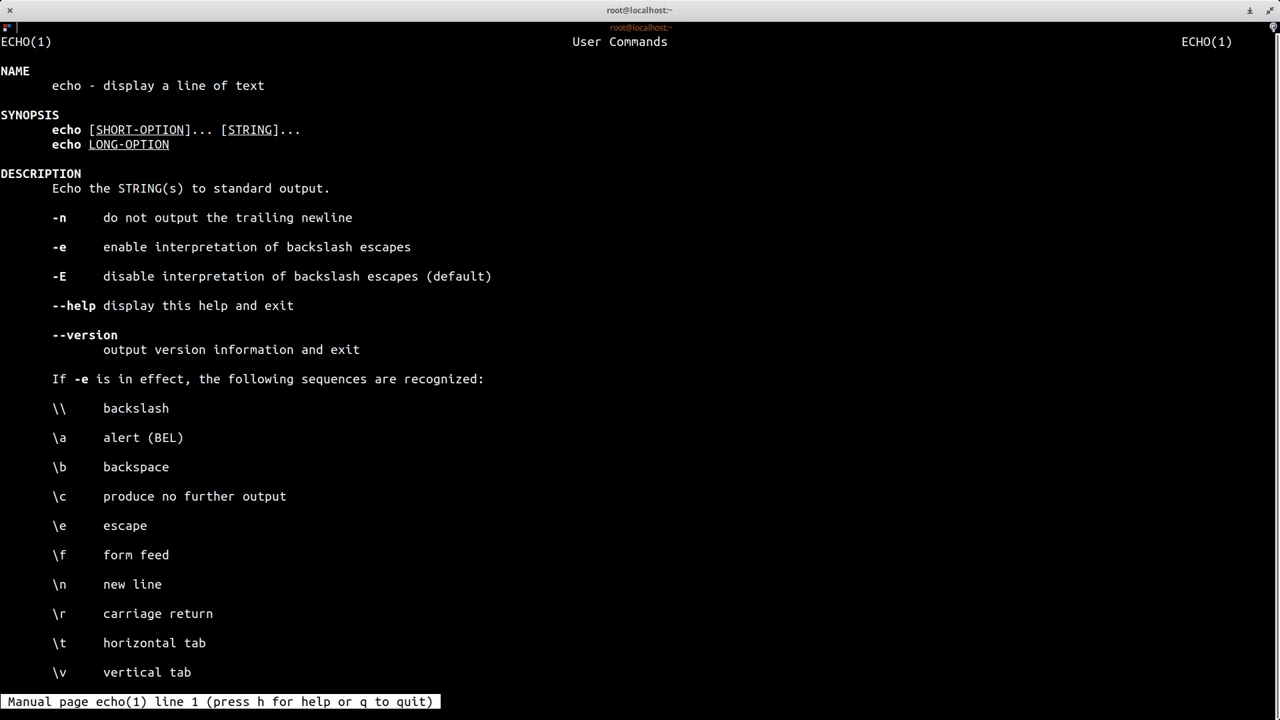 root@localhost:~
root@localhost:~
ECHO(1) User Commands ECHO(1)
NAME
echo - display a line of text
SYNOPSIS
echo [SHORT-OPTION]... [STRING]...
echo LONG-OPTION
DESCRIPTION
Echo the STRING(s) to standard output.
-n do not output the trailing newline
-e enable interpretation of backslash escapes
-E disable interpretation of backslash escapes (default)
--help display this help and exit
--version
output version information and exit
If -e is in effect, the following sequences are recognized:
\\ backslash
\a alert (BEL)
\b backspace
\c produce no further output
\e escape
\f form feed
\n new line
\r carriage return
\t horizontal tab
\v vertical tab
Manual page echo(1) line 1 (press h for help or q to quit)